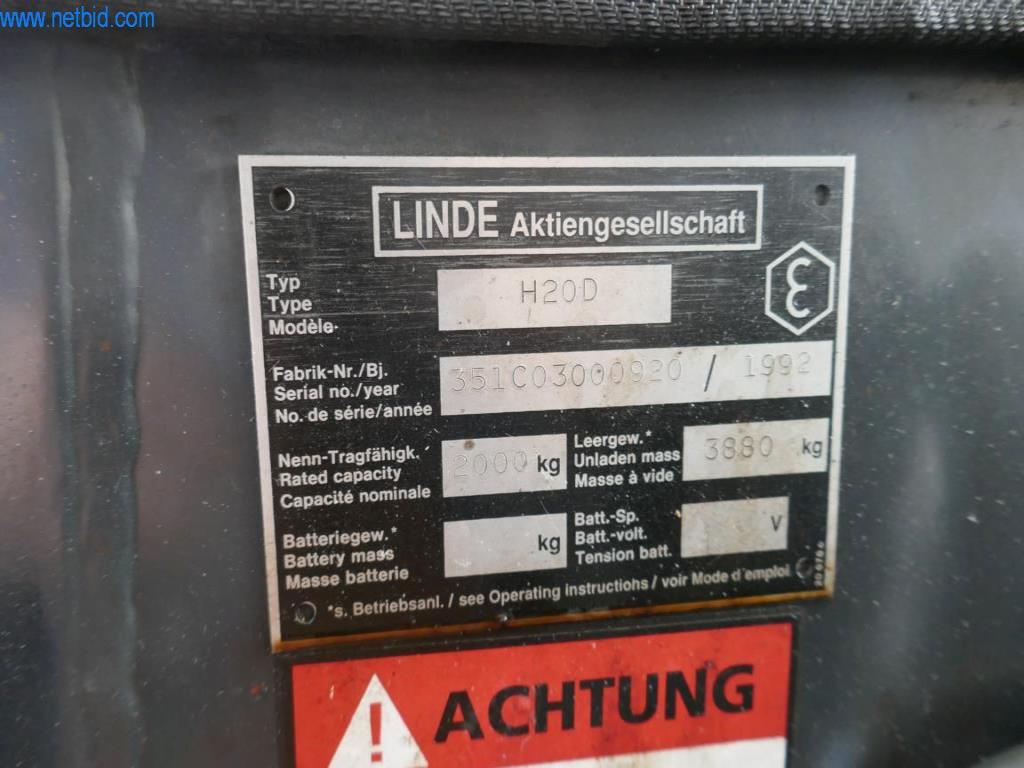 www.netbid.com
LINDE Aktiengesellschaft
Typ
Type
Modèle
H20D
Fabrik-Nr./Bj.
Serial no./year
No. de série/année
351C03000920 / 1992
Nenn-Tragfähigk.
Rated capacity
Capacité nominale
2000 kg
Leergew.*
Unladen mass
Masse à vide
3880 kg
Batteriegew.*
Battery mass
Masse batterie
kg
Batt.-Sp.
Batt.-volt.
Tension batt.
V
*s. Betriebsanl. / see Operating instructions / voir Mode d'emploi
! ACHTUNG